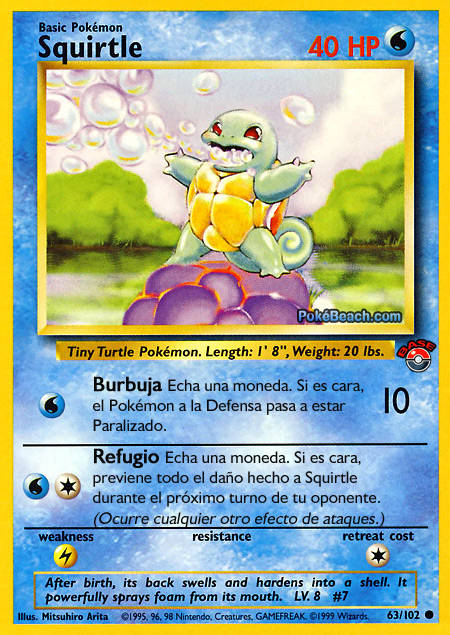 Basic Pokémon
Squirtle 40 HP
PokéBeach.com
Tiny Turtle Pokémon. Length: 1' 8", Weight: 20 lbs.
BASE
Burbuja Echa una moneda. Si es cara,
el Pokémon a la Defensa pasa a estar
Paralizado.
10
Refugio Echa una moneda. Si es cara,
previene todo el daño hecho a Squirtle
durante el próximo turno de tu oponente.
(Ocurre cualquier otro efecto de ataques.)
weakness resistance retreat cost
After birth, its back swells and hardens into a shell. It
powerfully sprays foam from its mouth. LV. 8 #7
Illus. Mitsuhiro Arita ©1995, 96, 98 Nintendo, Creatures, GAMEFREAK. ©1999 Wizards. 63/102